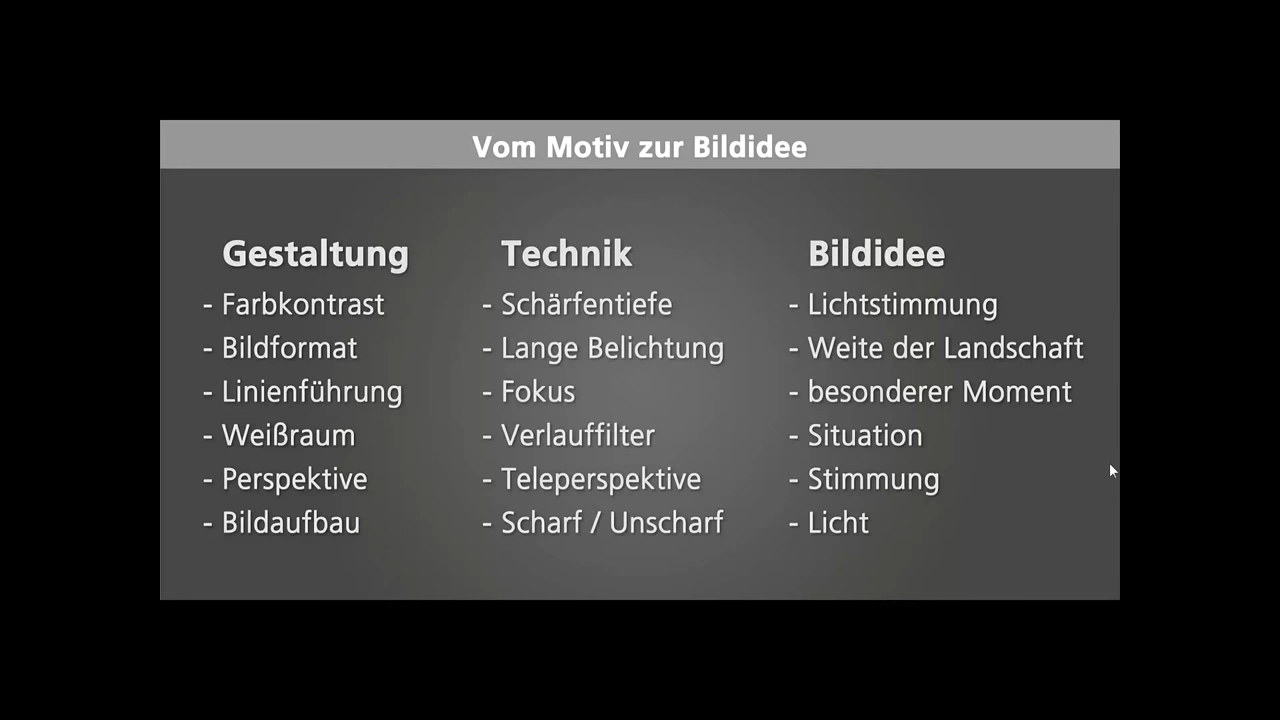 Vom Motiv zur Bildidee
Gestaltung
- Farbkontrast
- Bildformat
- Linienführung
- Weißraum
- Perspektive
- Bildaufbau
Technik
- Schärfentiefe
- Lange Belichtung
- Fokus
- Verlauffilter
- Teleperspektive
- Scharf / Unscharf
Bildidee
- Lichtstimmung
- Weite der Landschaft
- besonderer Moment
- Situation
- Stimmung
- Licht